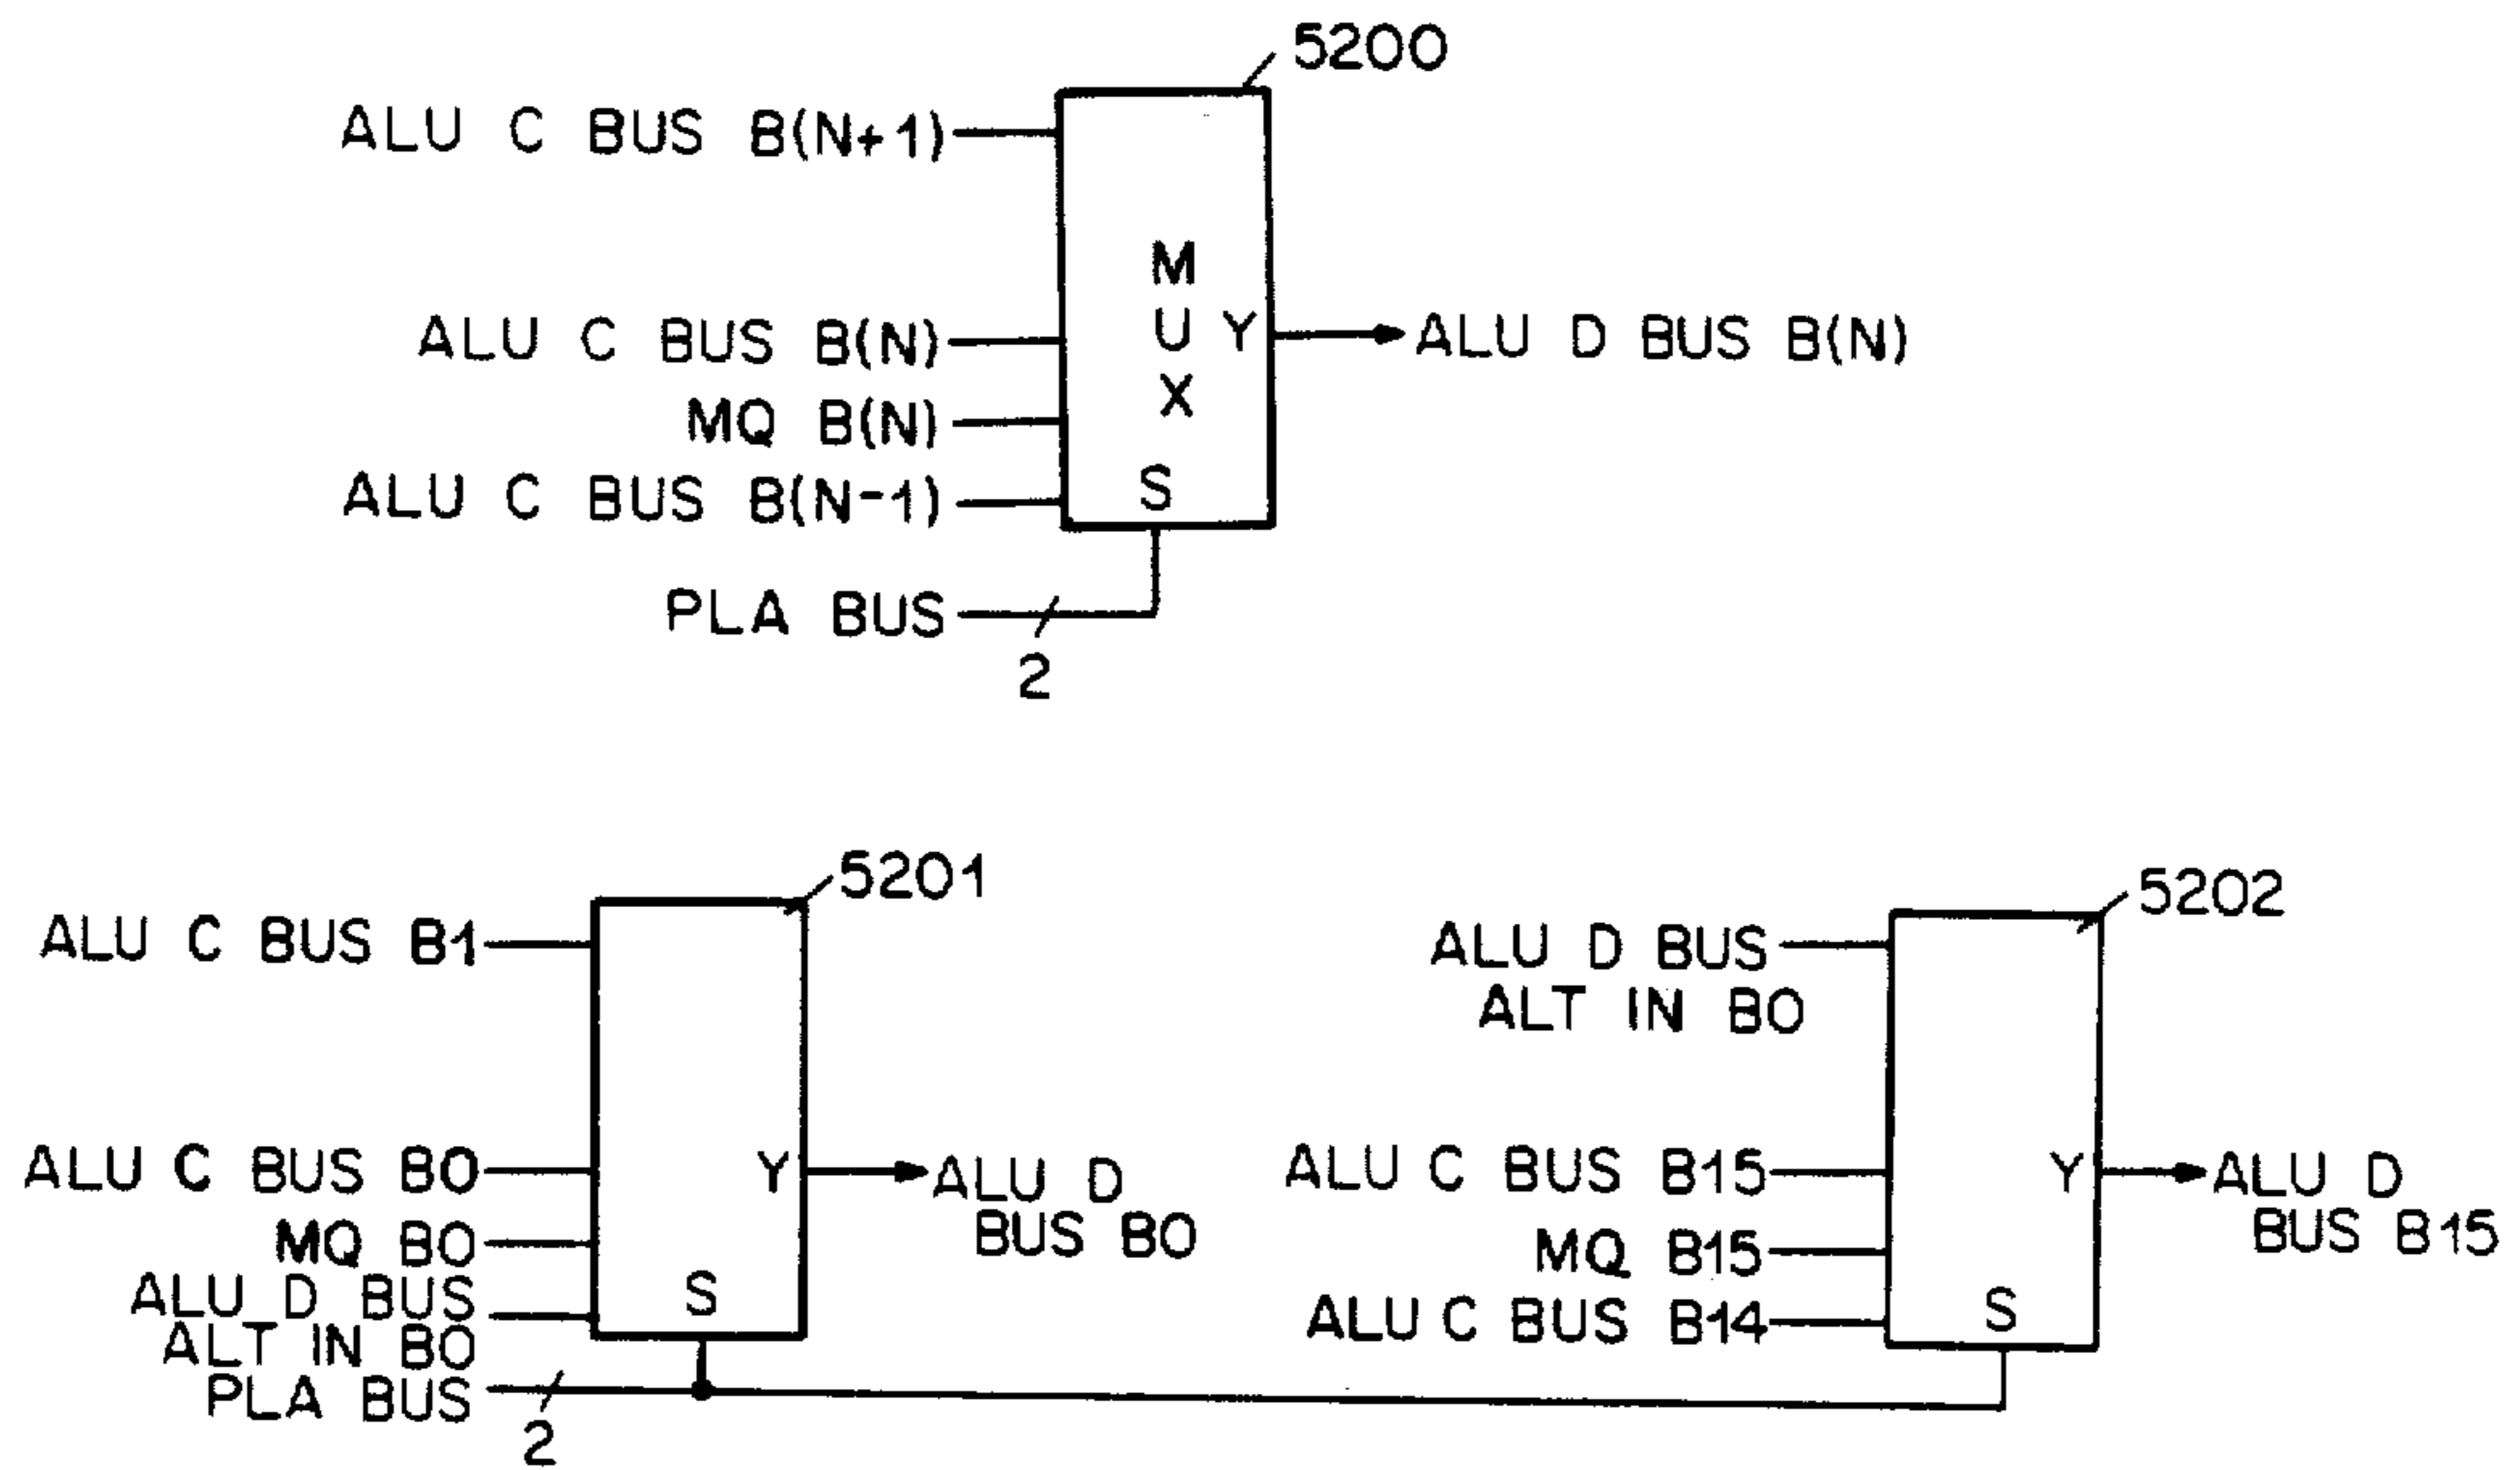 5200
ALU C BUS B(N+1)
M
U
X
ALU C BUS B(N)
Y
ALU D BUS B(N)
MQ B(N)
ALU C BUS B(N-1)
S
PLA BUS
2
5201
ALU C BUS B1
ALU C BUS B0
Y
ALU D
BUS B0
MQ B0
ALU D BUS
ALT IN B0
S
PLA BUS
2
5202
ALU D BUS
ALT IN B0
ALU C BUS B15
Y
ALU D
BUS B15
MQ B15
ALU C BUS B14
S